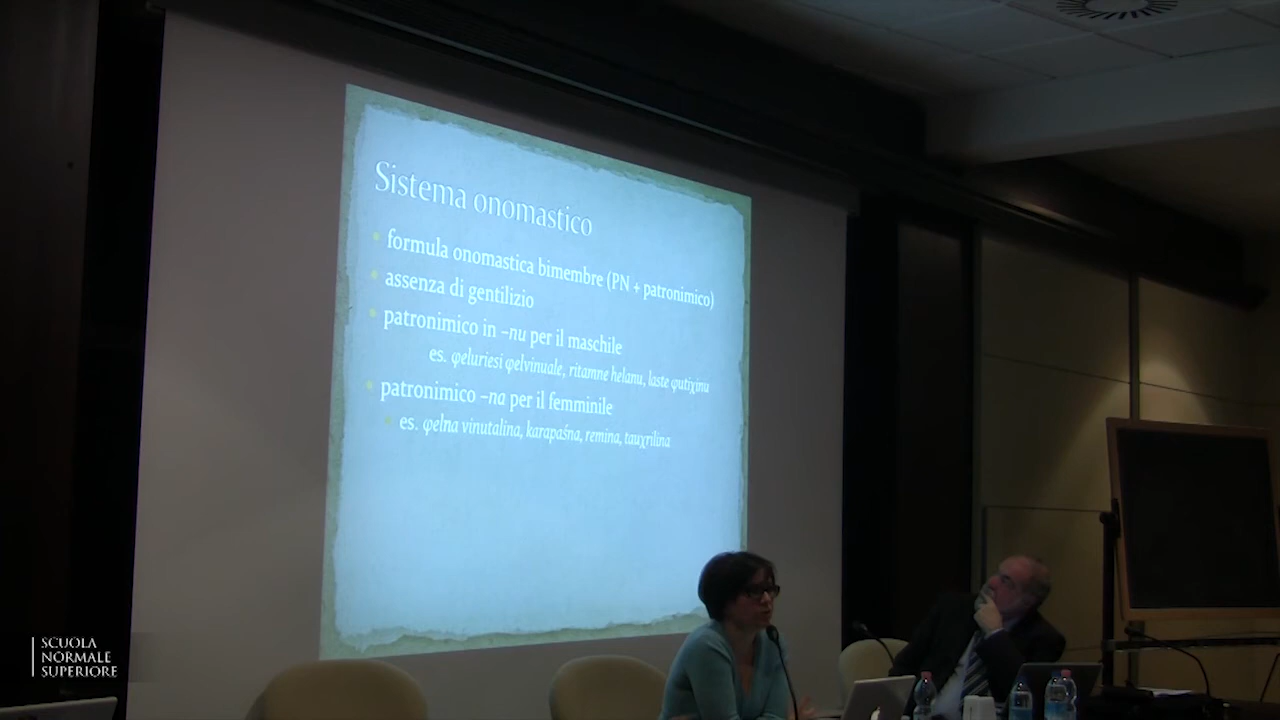 Sistema onomastico
formula onomastica bimembre (PN + patronimico)
assenza di gentilizio
patronimico in –nu per il maschile
es. φeluriesi φelvinuale, ritamne helanu, laste φutiχinu
patronimico –na per il femminile
es. φelna vinutalina, karapaśna, remina, tauχrilina
SCUOLA
NORMALE
SUPERIORE